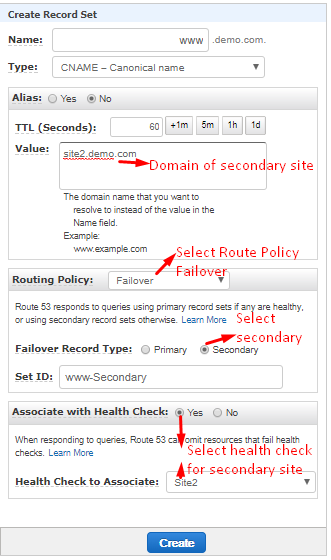 Create Record Set
Name: www .demo.com.
Type: CNAME – Canonical name
Alias: Yes No
TTL (Seconds): 60 +1m 5m 1h 1d
Value: site2.demo.com
Domain of secondary site
The domain name that you want
to resolve to instead of the value in the
Name field.
Example:
www.example.com
Select Route Policy
Failover
Routing Policy: Failover
Route 53 responds to queries using primary record sets if any are healthy,
or using secondary record sets otherwise. Learn More
Select
secondary
Failover Record Type: Primary Secondary
Set ID: www-Secondary
Associate with Health Check: Yes No
When responding to queries, Route 53 can omit resources that fail health
checks. Learn More
Select health check
for secondary site
Health Check to Associate: Site2
Create